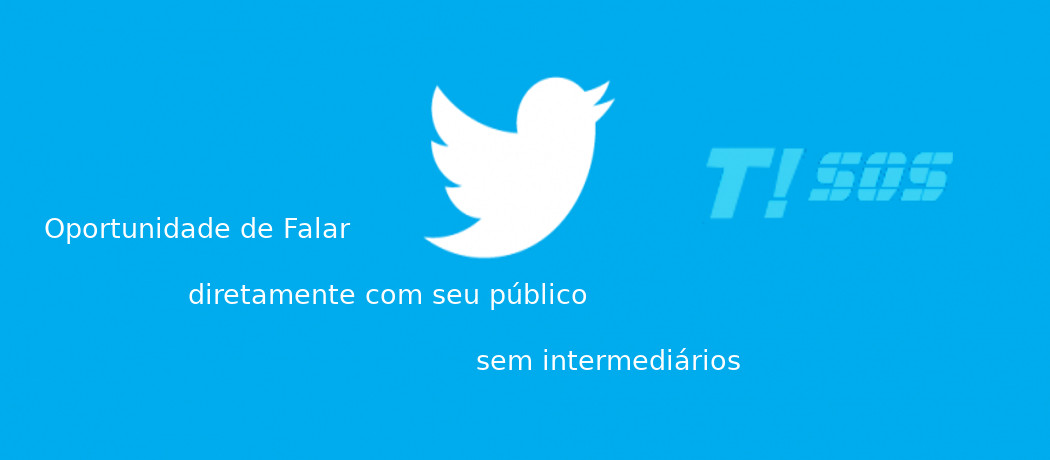 T! SOS
Oportunidade de Falar
diretamente com seu público
sem intermediários